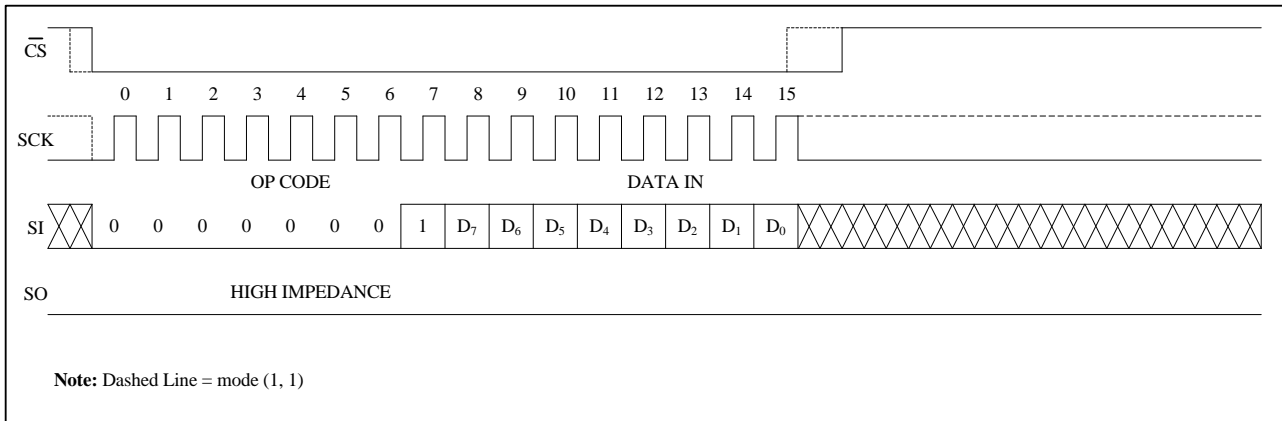 CS
0 1 2 3 4 5 6 7 8 9 10 11 12 13 14 15
SCK
OP CODE DATA IN
SI 0 0 0 0 0 0 0 1 D7 D6 D5 D4 D3 D2 D1 D0
SO HIGH IMPEDANCE
Note: Dashed Line = mode (1, 1)